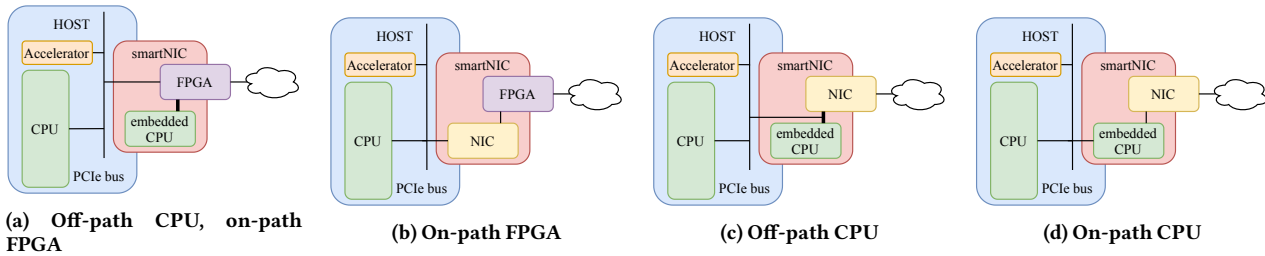 HOST
Accelerator
smartNIC
FPGA
CPU
embedded
CPU
PCIe bus
(a) Off-path CPU, on-path
FPGA
HOST
Accelerator
smartNIC
FPGA
CPU
NIC
PCIe bus
(b) On-path FPGA
HOST
Accelerator
smartNIC
NIC
CPU
embedded
CPU
PCIe bus
(c) Off-path CPU
HOST
Accelerator
smartNIC
NIC
CPU
embedded
CPU
PCIe bus
(d) On-path CPU